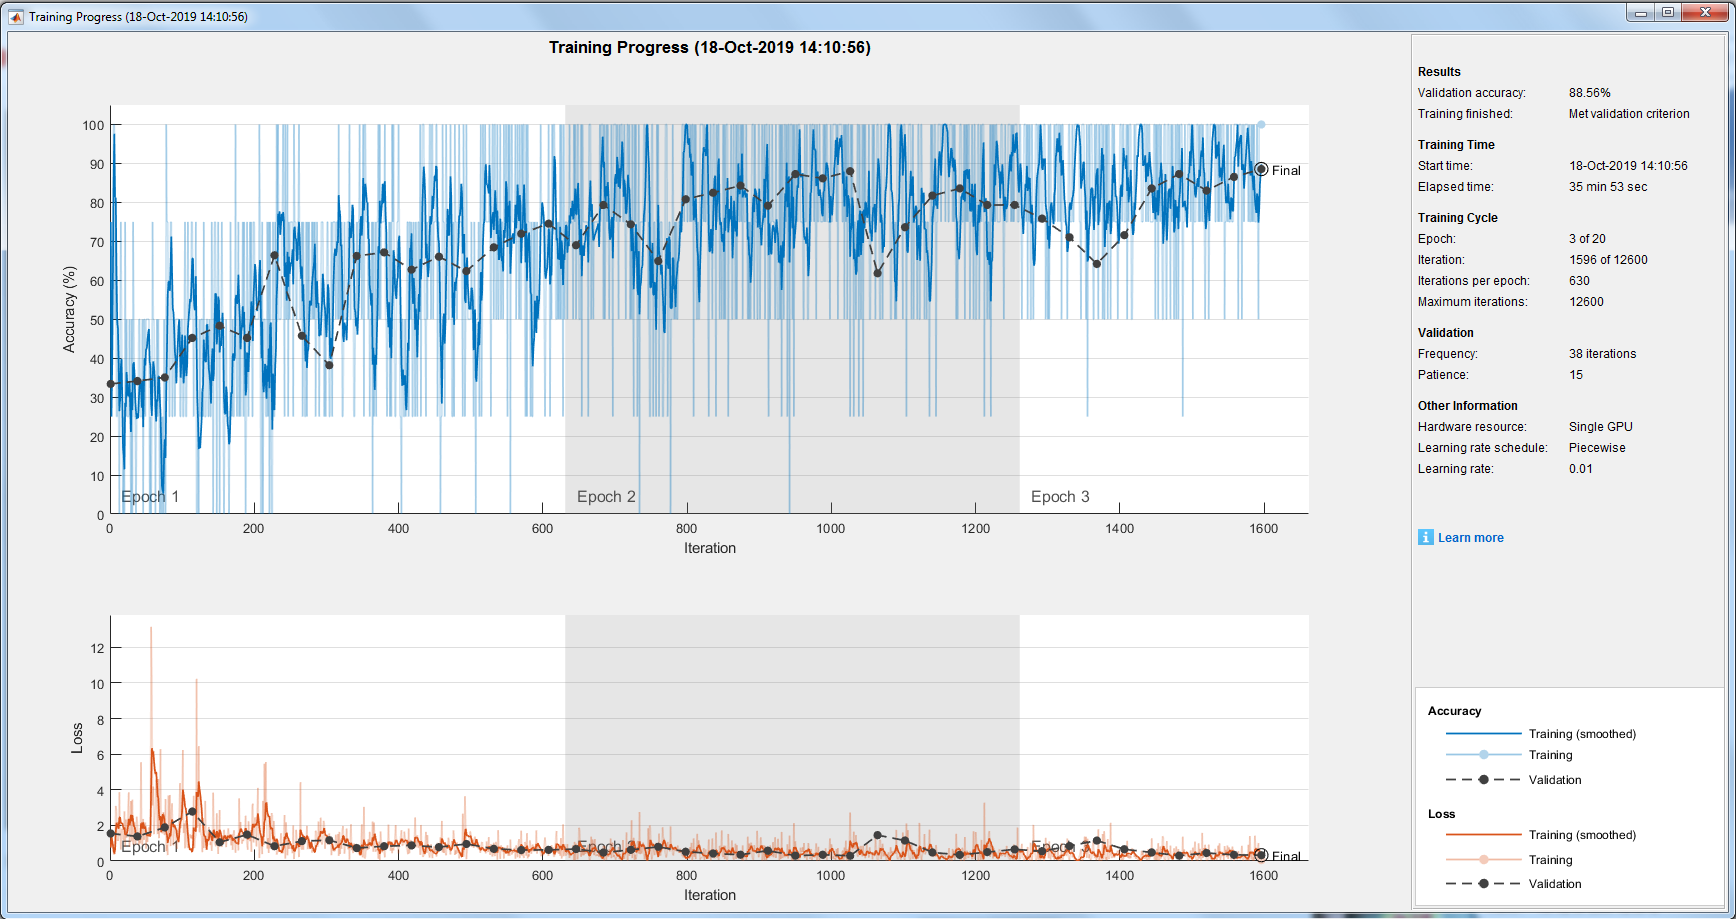 Training Progress (18-Oct-2019 14:10:56)
Training Progress (18-Oct-2019 14:10:56)
100
90
80
70
60
50
40
30
20
10
0
Accuracy (%)
Final
Epoch 1
Epoch 2
Epoch 3
0 200 400 600 800 1000 1200 1400 1600
Iteration
12
10
8
6
4
2
0
Loss
Final
Epoch 1
Epoch 2
Epoch 3
0 200 400 600 800 1000 1200 1400 1600
Iteration
Results
Validation accuracy: 88.56%
Training finished: Met validation criterion
Training Time
Start time: 18-Oct-2019 14:10:56
Elapsed time: 35 min 53 sec
Training Cycle
Epoch: 3 of 20
Iteration: 1596 of 12600
Iterations per epoch: 630
Maximum iterations: 12600
Validation
Frequency: 38 iterations
Patience: 15
Other Information
Hardware resource: Single GPU
Learning rate schedule: Piecewise
Learning rate: 0.01
i Learn more
Accuracy
Training (smoothed)
Training
Validation
Loss
Training (smoothed)
Training
Validation